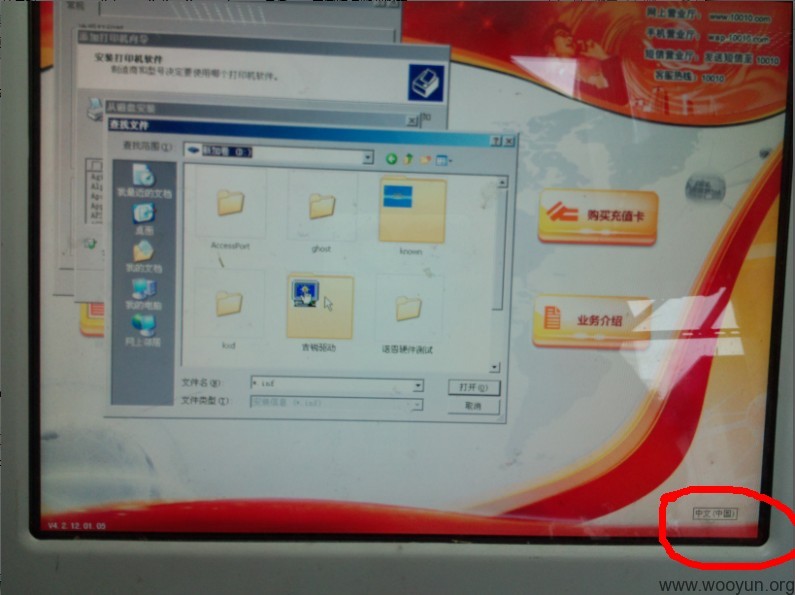 常规
添加打印机向导
安装打印机软件
制造商和型号决定要使用哪个打印机软件。
从磁盘安装
查找文件
查找范围(I):
新加卷 (D:)
我最近的文档
桌面
我的文档
我的电脑
网上邻居
AccessPort
ghost
known
ksd
吉锐驱动
语音硬件测试
文件名(N):
*.inf
打开(O)
文件类型(T):
安装信息 (*.inf)
取消
网上营业厅: www.10010.com
手机营业厅: wap.10010.com
短信营业厅: 发送短信至 10010
客服热线: 10010
购买充值卡
业务介绍
中文(中国)
V4.2.12.01.05
www.wooyun.org